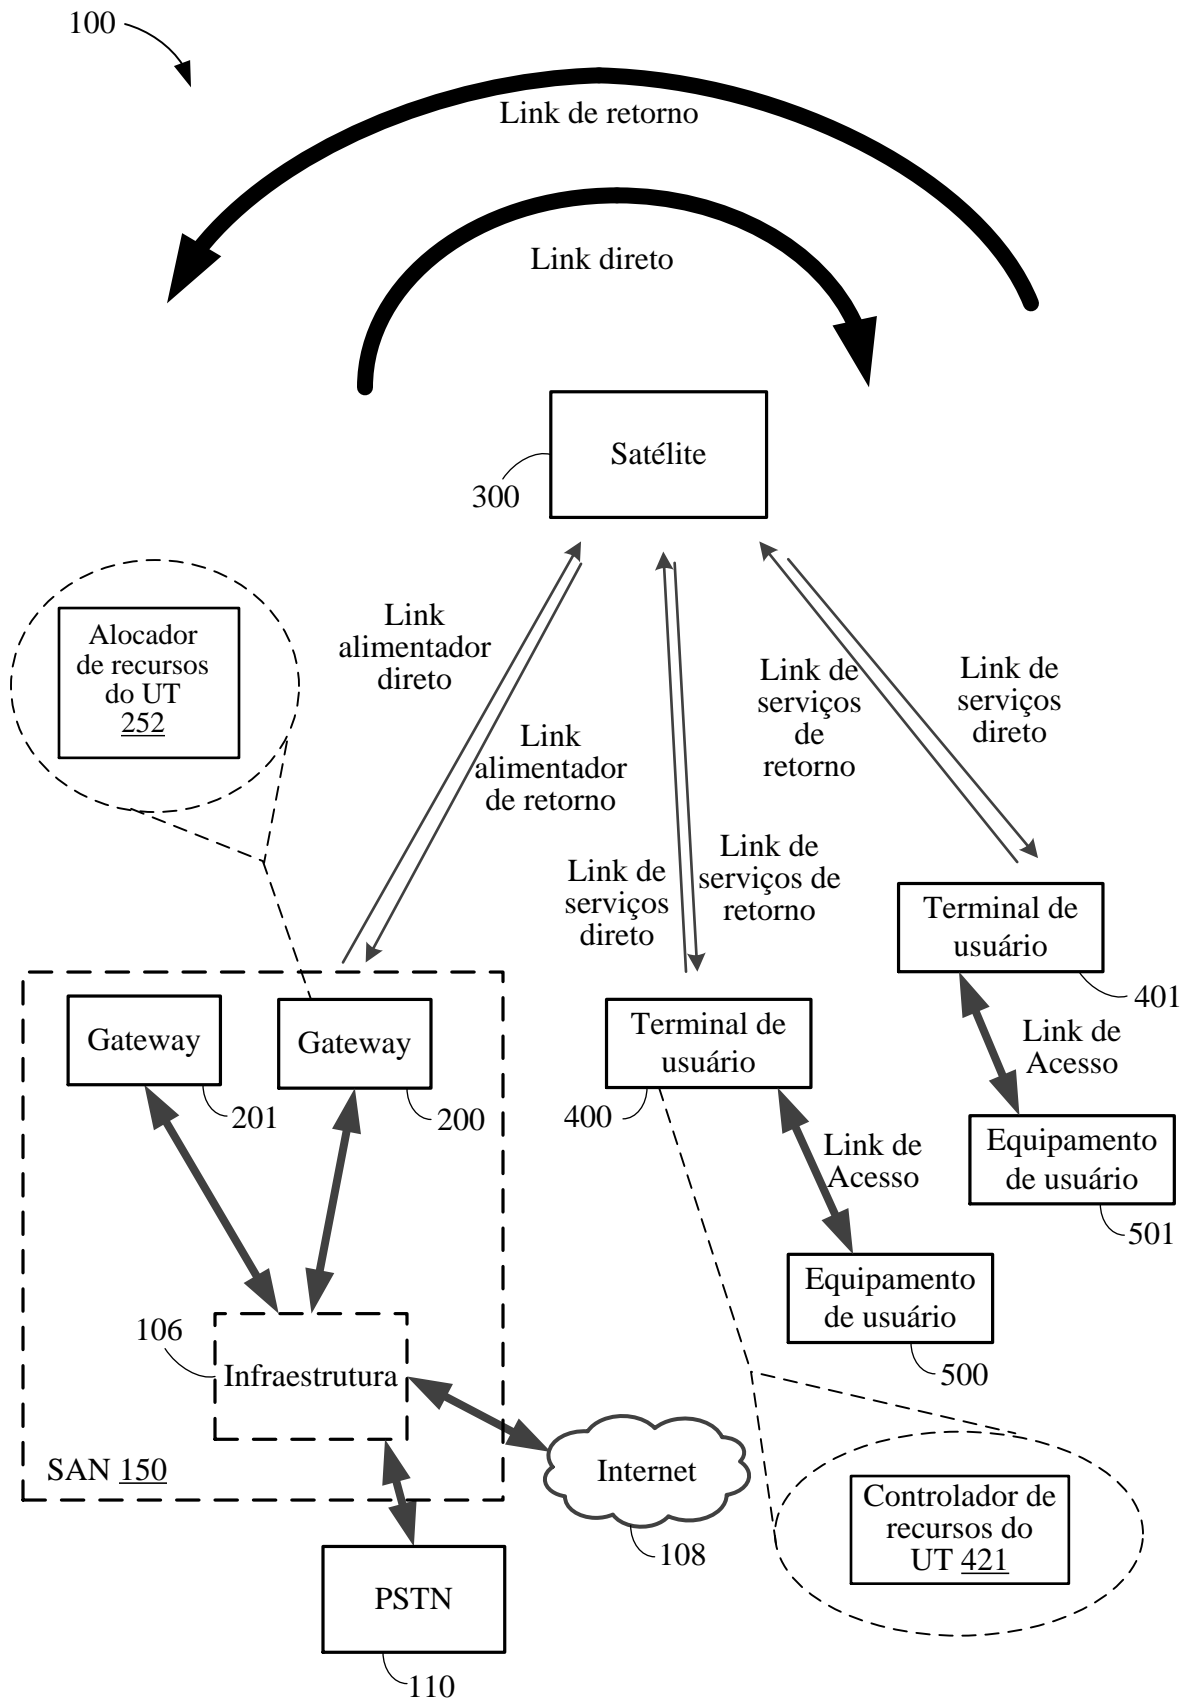 100
Link de retorno
Link direto
Satélite
300
Alocador
de recursos
do UT
252
Link
alimentador
direto
Link
alimentador
de retorno
Link de
serviços
de
retorno
Link de
serviços
direto
Link de
serviços
direto
Link de
serviços de
retorno
Terminal de
usuário
401
Gateway
201
Gateway
200
Terminal de
usuário
400
Link de
Acesso
Link de
Acesso
Equipamento
de usuário
501
Equipamento
de usuário
500
106
Infraestrutura
SAN 150
Internet
108
Controlador de
recursos do
UT 421
PSTN
110